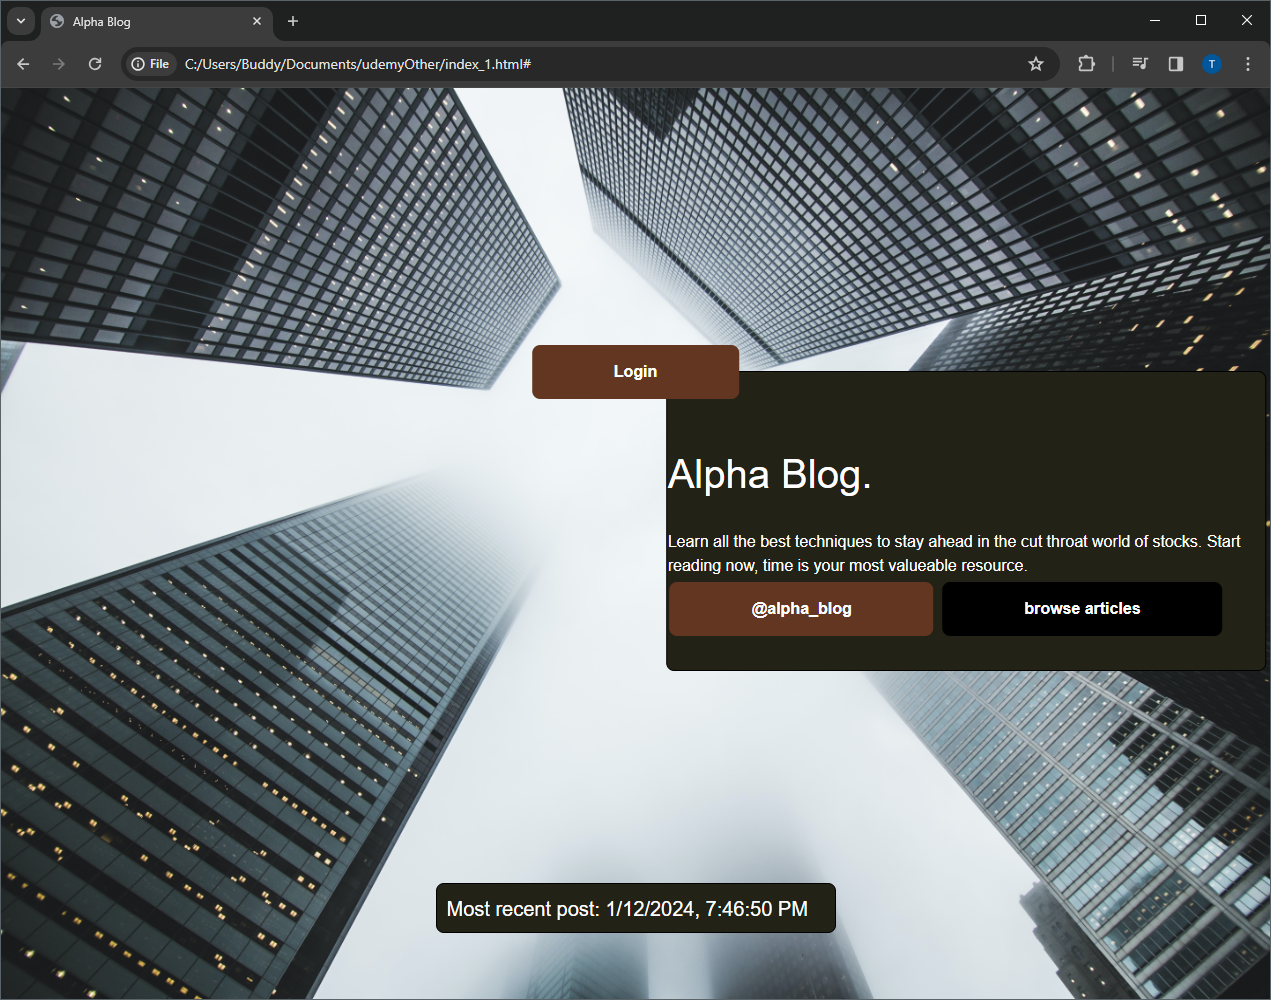 Alpha Blog
File
C:/Users/Buddy/Documents/udemyOther/index_1.html#
T
Login
Alpha Blog.
Learn all the best techniques to stay ahead in the cut throat world of stocks. Start
reading now, time is your most valueable resource.
@alpha_blog
browse articles
Most recent post: 1/12/2024, 7:46:50 PM